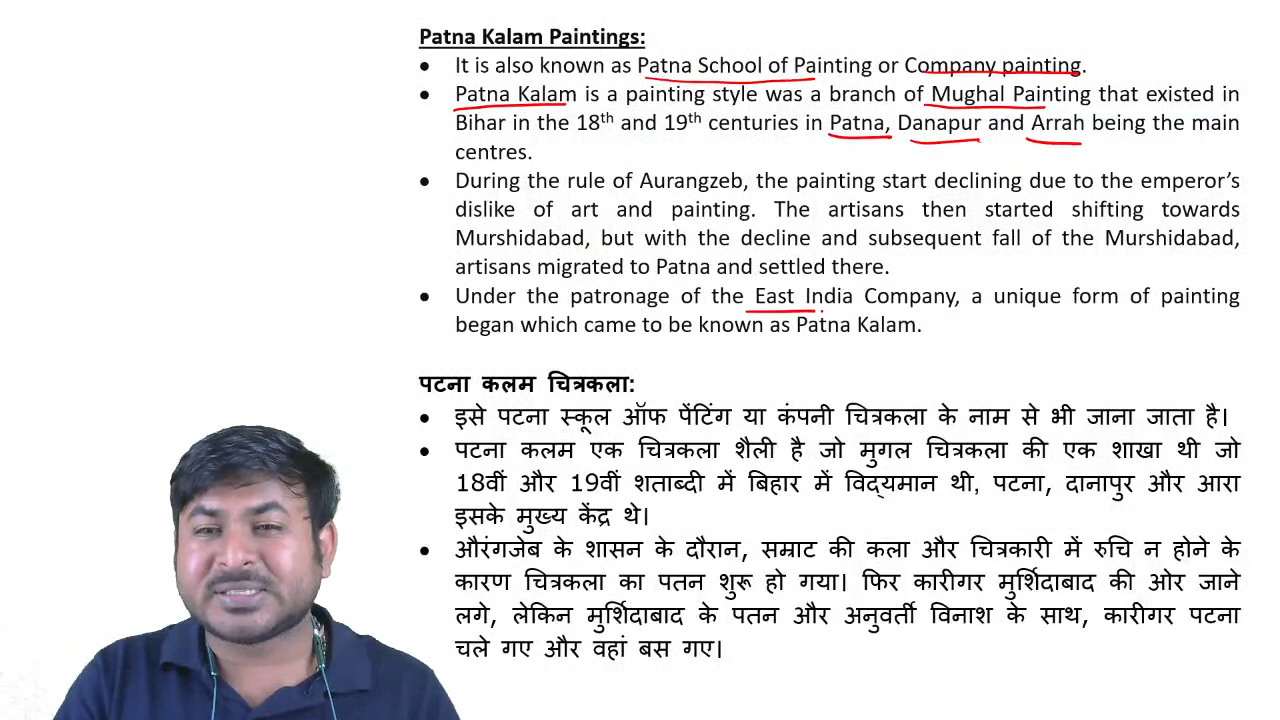 Patna Kalam Paintings:
• It is also known as Patna School of Painting or Company painting.
• Patna Kalam is a painting style was a branch of Mughal Painting that existed in
Bihar in the 18th and 19th centuries in Patna, Danapur and Arrah being the main
centres.
• During the rule of Aurangzeb, the painting start declining due to the emperor's
dislike of art and painting. The artisans then started shifting towards
Murshidabad, but with the decline and subsequent fall of the Murshidabad,
artisans migrated to Patna and settled there.
• Under the patronage of the East India Company, a unique form of painting
began which came to be known as Patna Kalam.
पटना कलम चित्रकला:
• इसे पटना स्कूल ऑफ पेंटिंग या कंपनी चित्रकला के नाम से भी जाना जाता है।
• पटना कलम एक चित्रकला शैली है जो मुगल चित्रकला की एक शाखा थी जो
18वीं और 19वीं शताब्दी में बिहार में विद्यमान थी, पटना, दानापुर और आरा
इसके मुख्य केंद्र थे।
• औरंगजेब के शासन के दौरान, सम्राट की कला और चित्रकारी में रुचि न होने के
कारण चित्रकला का पतन शुरू हो गया। फिर कारीगर मुर्शिदाबाद की ओर जाने
लगे, लेकिन मुर्शिदाबाद के पतन और अनुवर्ती विनाश के साथ, कारीगर पटना
चले गए और वहां बस गए।